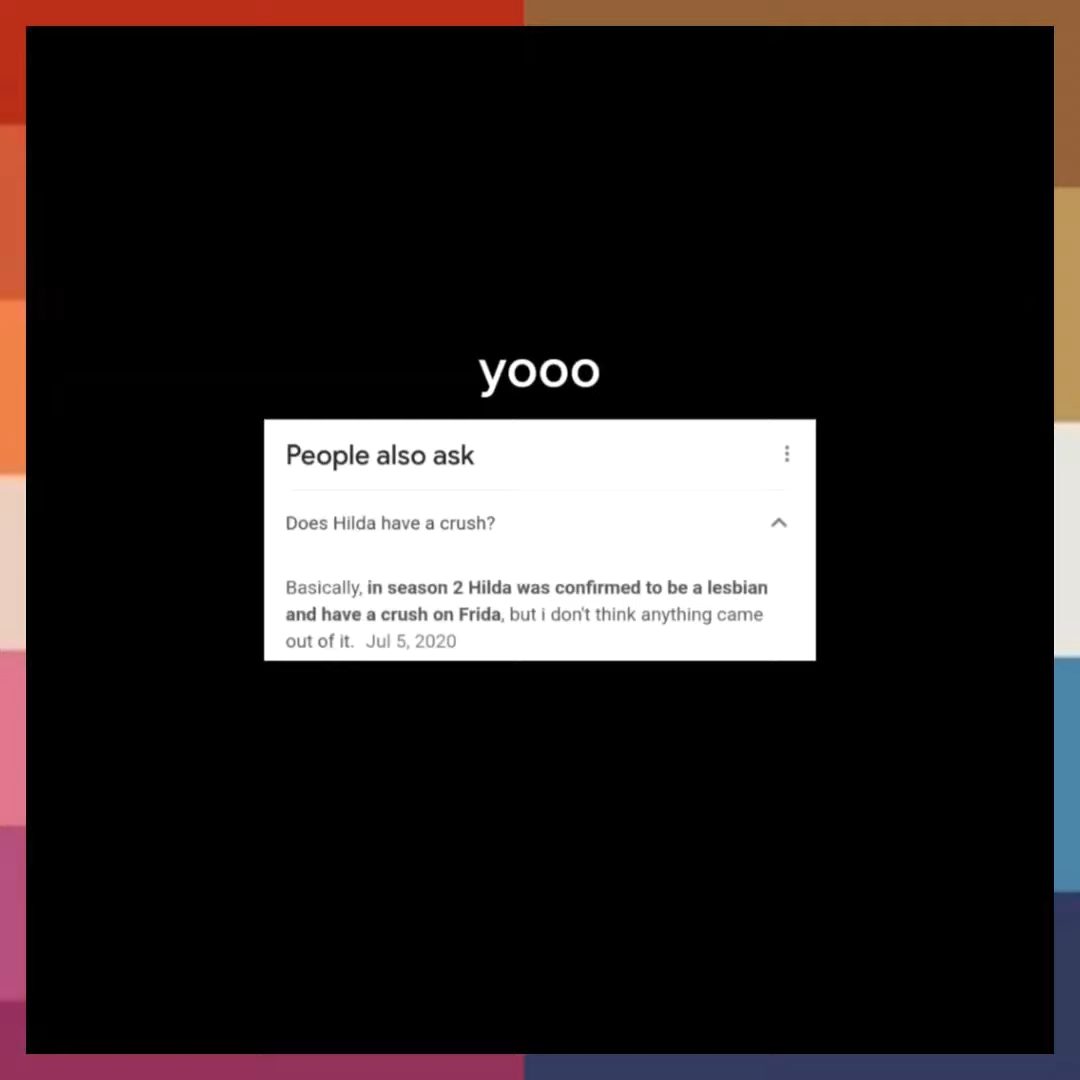 yooo
People also ask
Does Hilda have a crush?
Basically, in season 2 Hilda was confirmed to be a lesbian
and have a crush on Frida, but i don't think anything came
out of it. Jul 5, 2020